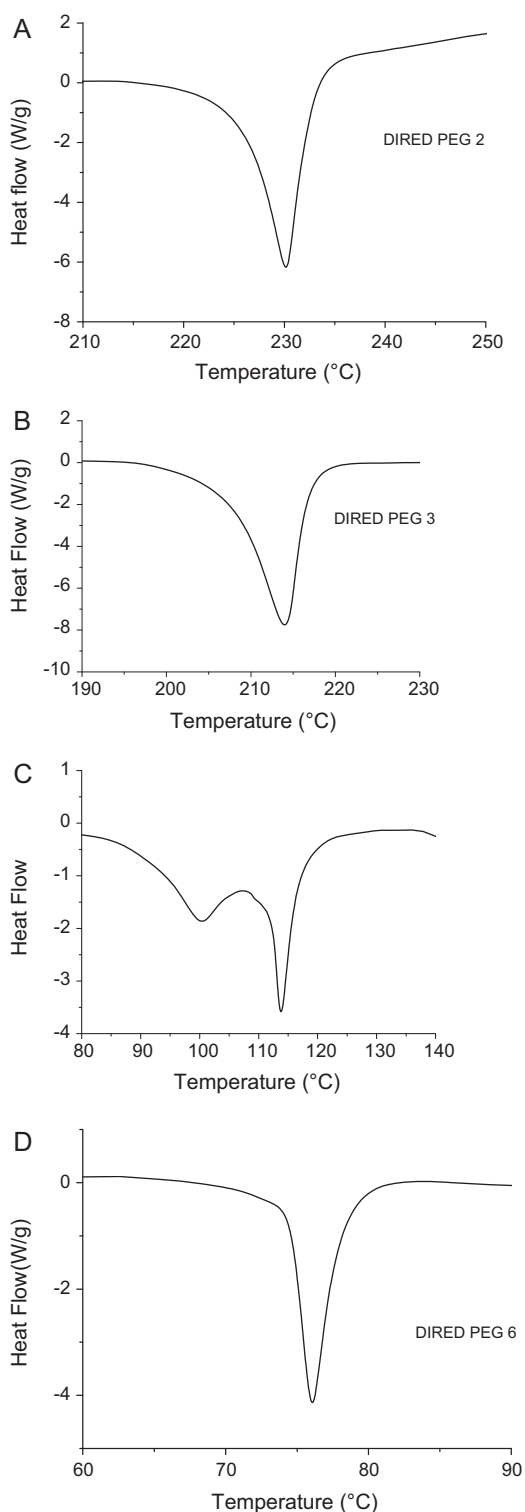 A
2
0
-2
-4
-6
-8
Heat flow (W/g)
DIRED PEG 2
210 220 230 240 250
Temperature (°C)
B
2
0
-2
-4
-6
-8
-10
Heat Flow (W/g)
DIRED PEG 3
190 200 210 220 230
Temperature (°C)
C
1
0
-1
-2
-3
-4
Heat Flow
80 90 100 110 120 130 140
Temperature (°C)
D
0
-2
-4
Heat Flow(W/g)
DIRED PEG 6
60 70 80 90
Temperature (°C)